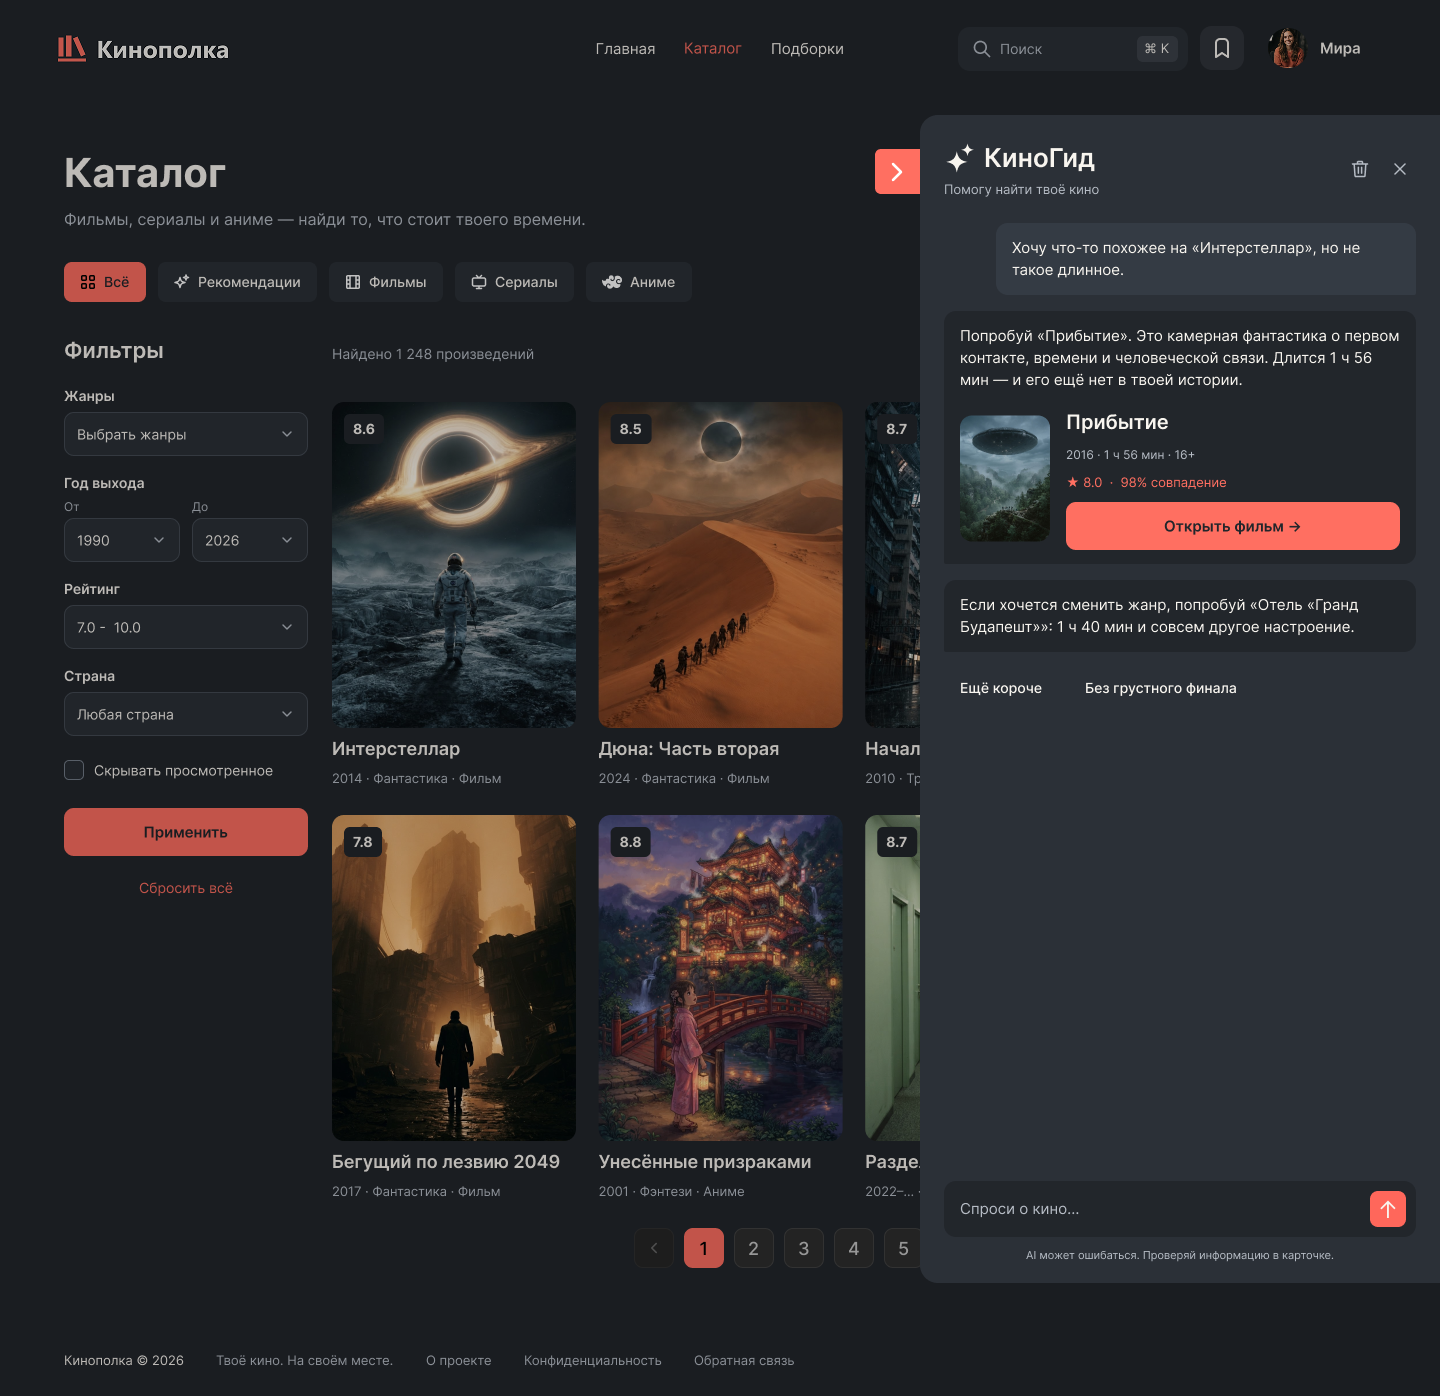 Кинополка
Главная
Каталог
Подборки
Поиск
⌘ K
Мира
Каталог
Фильмы, сериалы и аниме — найди то, что стоит твоего времени.
Всё
Рекомендации
Фильмы
Сериалы
Аниме
Фильтры
Жанры
Выбрать жанры
Год выхода
От
До
1990
2026
Рейтинг
7.0 - 10.0
Страна
Любая страна
Скрывать просмотренное
Применить
Сбросить всё
Найдено 1 248 произведений
8.6
Интерстеллар
2014 · Фантастика · Фильм
8.5
Дюна: Часть вторая
2024 · Фантастика · Фильм
8.7
Начал
2010 · Тр
7.8
Бегущий по лезвию 2049
2017 · Фантастика · Фильм
8.8
Унесённые призраками
2001 · Фэнтези · Аниме
8.7
Разде
2022–... ·
1
2
3
4
5
КиноГид
Помогу найти твоё кино
Хочу что-то похожее на «Интерстеллар», но не
такое длинное.
Попробуй «Прибытие». Это камерная фантастика о первом
контакте, времени и человеческой связи. Длится 1 ч 56
мин — и его ещё нет в твоей истории.
Прибытие
2016 · 1 ч 56 мин · 16+
★ 8.0 · 98% совпадение
Открыть фильм →
Если хочется сменить жанр, попробуй «Отель «Гранд
Будапешт»»: 1 ч 40 мин и совсем другое настроение.
Ещё короче
Без грустного финала
Спроси о кино...
AI может ошибаться. Проверяй информацию в карточке.
Кинополка © 2026
Твоё кино. На своём месте.
О проекте
Конфиденциальность
Обратная связь